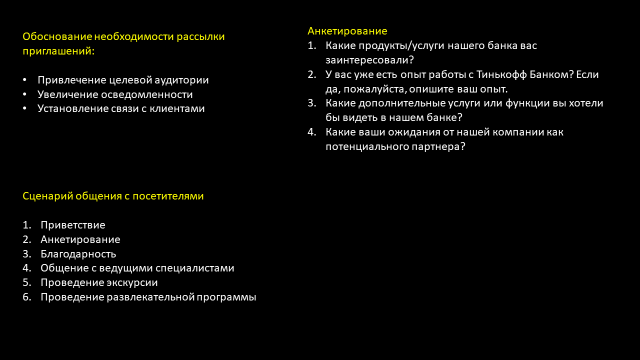 Обоснование необходимости рассылки
приглашений:
• Привлечение целевой аудитории
• Увеличение осведомленности
• Установление связи с клиентами
Анкетирование
1. Какие продукты/услуги нашего банка вас
заинтересовали?
2. У вас уже есть опыт работы с Тинькофф Банком? Если
да, пожалуйста, опишите ваш опыт.
3. Какие дополнительные услуги или функции вы хотели
бы видеть в нашем банке?
4. Какие ваши ожидания от нашей компании как
потенциального партнера?
Сценарий общения с посетителями
1. Приветствие
2. Анкетирование
3. Благодарность
4. Общение с ведущими специалистами
5. Проведение экскурсии
6. Проведение развлекательной программы